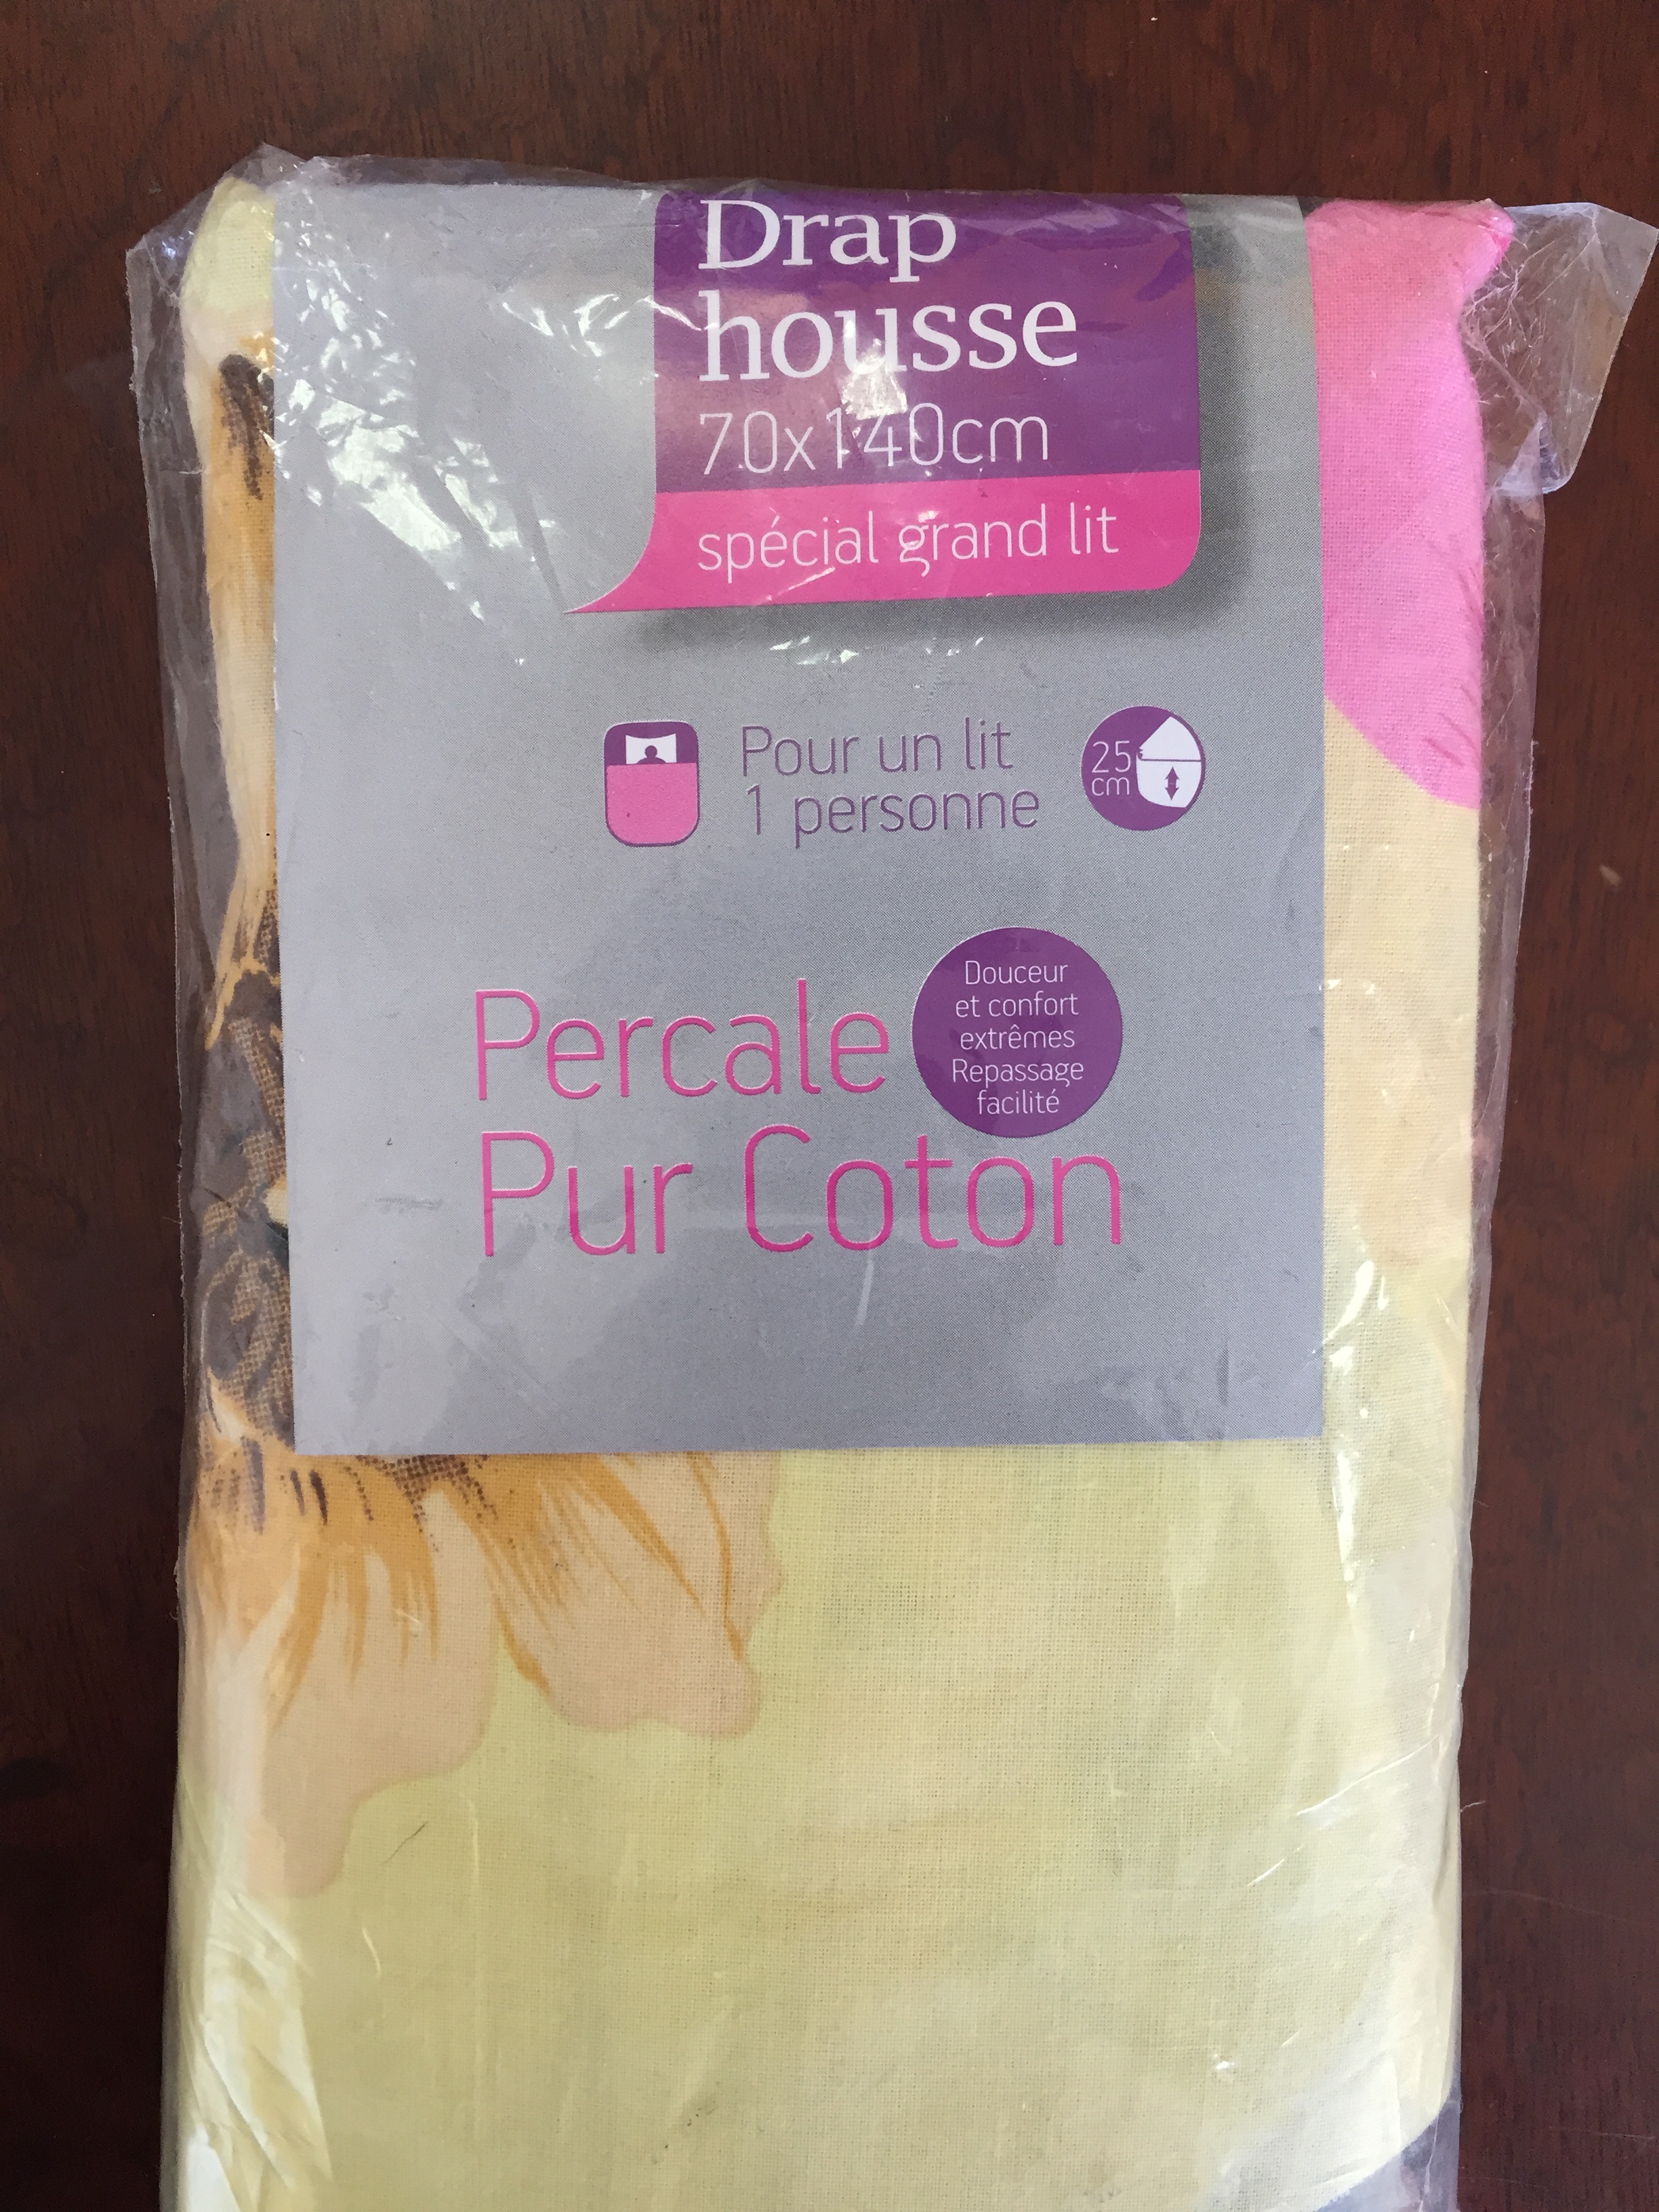 Drap
housse
70x140cm
spécial grand lit
Pour un lit
1 personne
25
cm
Percale
Douceur
et confort
extrêmes
Repassage
facilité
Pur Coton